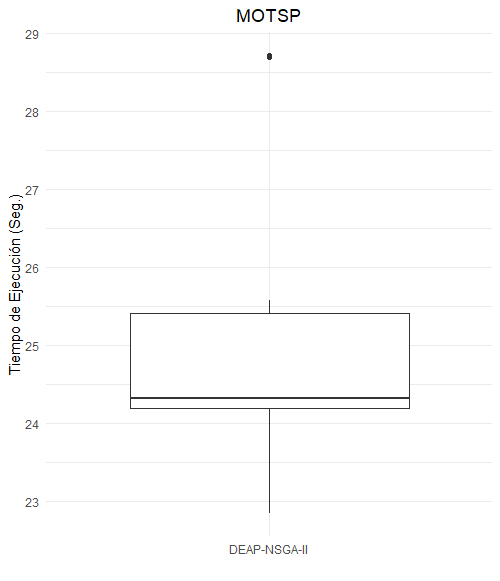 MOTSP
29
28
27
26
25
24
23
Tiempo de Ejecución (Seg.)
DEAP-NSGA-II